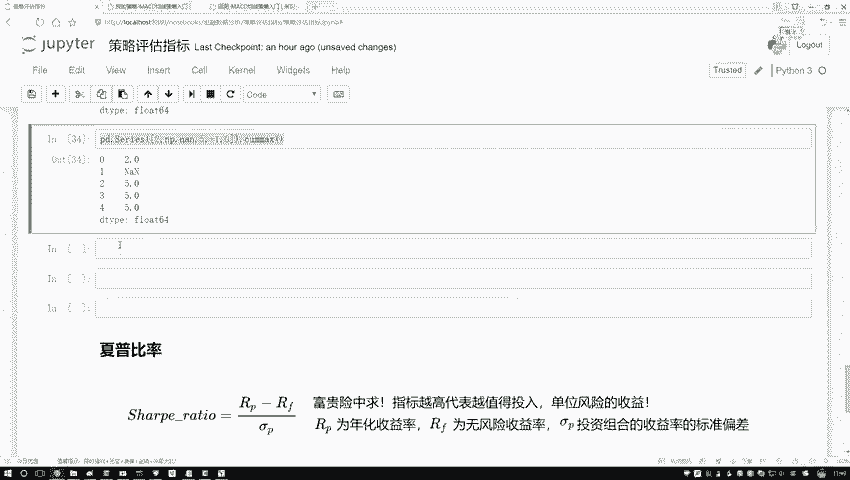 jupyter 策略评估指标 Last Checkpoint: an hour ago (unsaved changes)
Logout
File Edit View Insert Cell Kernel Widgets Help
Trusted Python 3
Code
dtype: float64
In [34]: pd.Series([2,np.nan,5,-1,0]).cummax()
Out[34]: 0 2.0
1 NaN
2 5.0
3 5.0
4 5.0
dtype: float64
In [ ]:
In [ ]:
In [ ]:
夏普比率
Sharpe_ratio = (R_p − R_f) / σ_p 富贵险中求！指标越高代表越值得投入，单位风险的收益！
R_p 为年化收益率，R_f 为无风险收益率，σ_p 投资组合的收益率的标准偏差